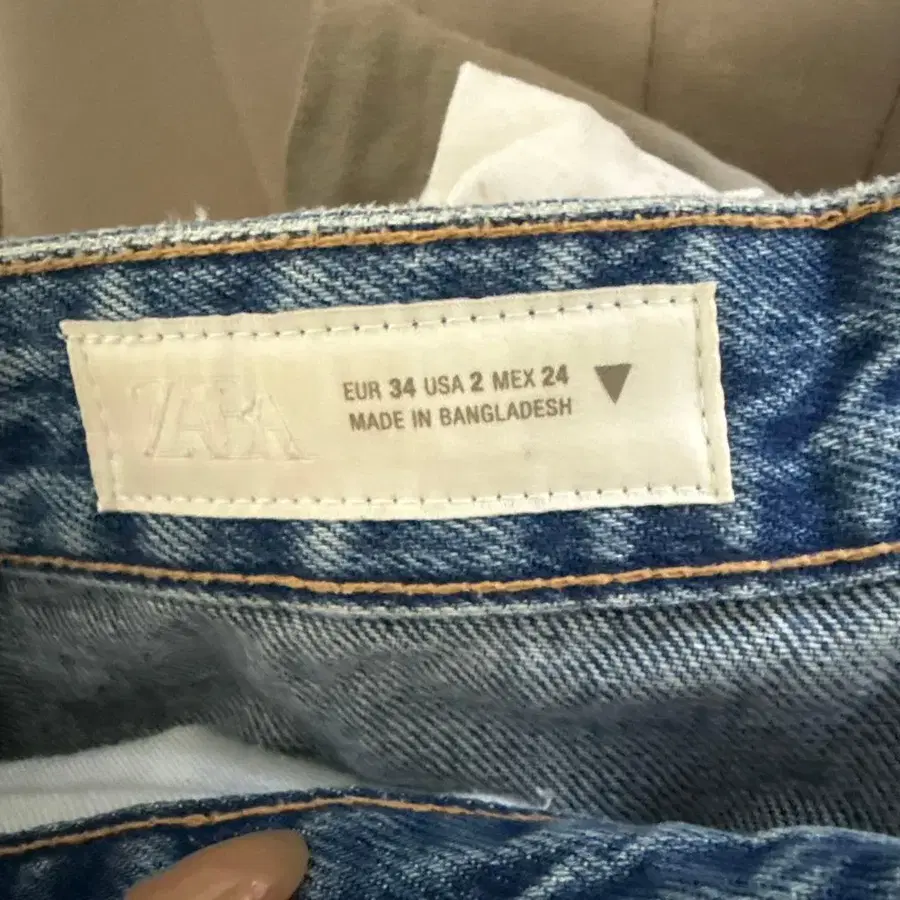 ZARA
EUR 34 USA 2 MEX 24
MADE IN BANGLADESH